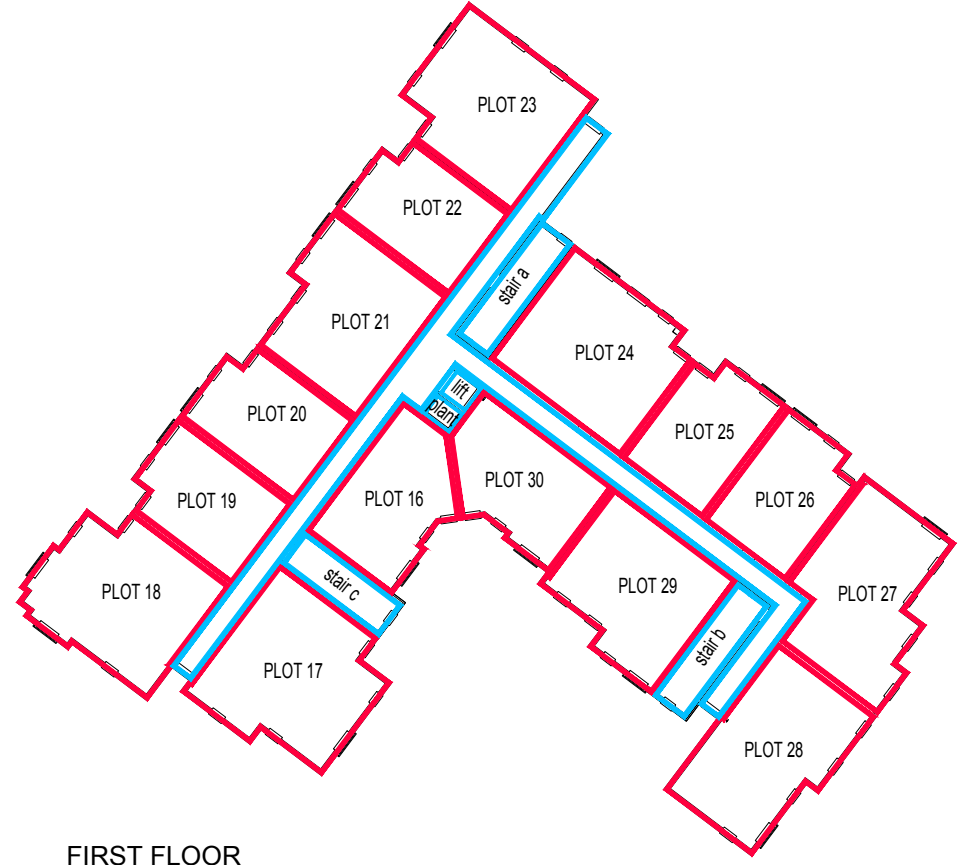 PLOT 23
PLOT 22
stair a
PLOT 21
PLOT 24
lift
plant
PLOT 20
PLOT 25
PLOT 30
PLOT 16
PLOT 19
PLOT 26
stair c
PLOT 29
PLOT 18
PLOT 27
stair b
PLOT 17
PLOT 28
FIRST FLOOR